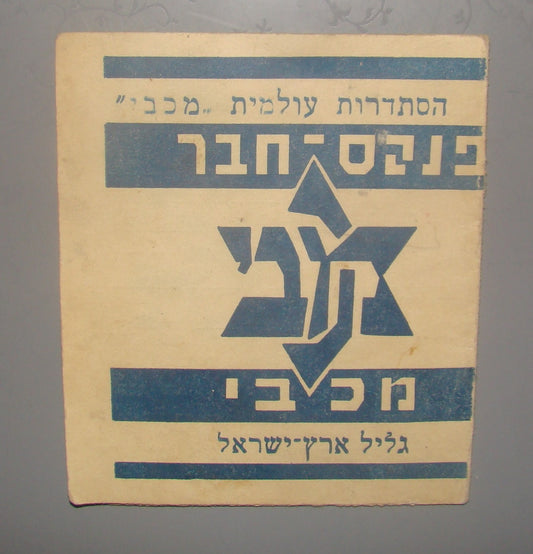 הסתדרות עולמית „מכבי”
פנקס-חבר
מכבי
מכבי
גליל ארץ-ישראל